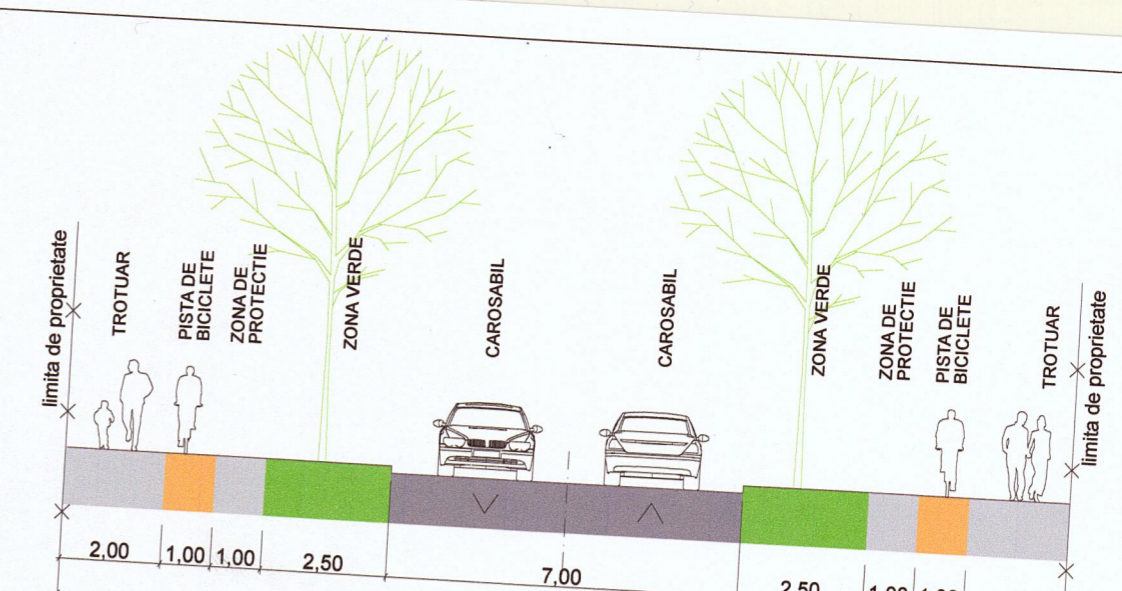 limita de proprietate
TROTUAR
PISTA DE
BICICLETE
ZONA DE
PROTECTIE
ZONA VERDE
CAROSABIL
CAROSABIL
ZONA VERDE
ZONA DE
PROTECTIE
PISTA DE
BICICLETE
TROTUAR
limita de proprietate
2,00
1,00
1,00
2,50
7,00
2,50